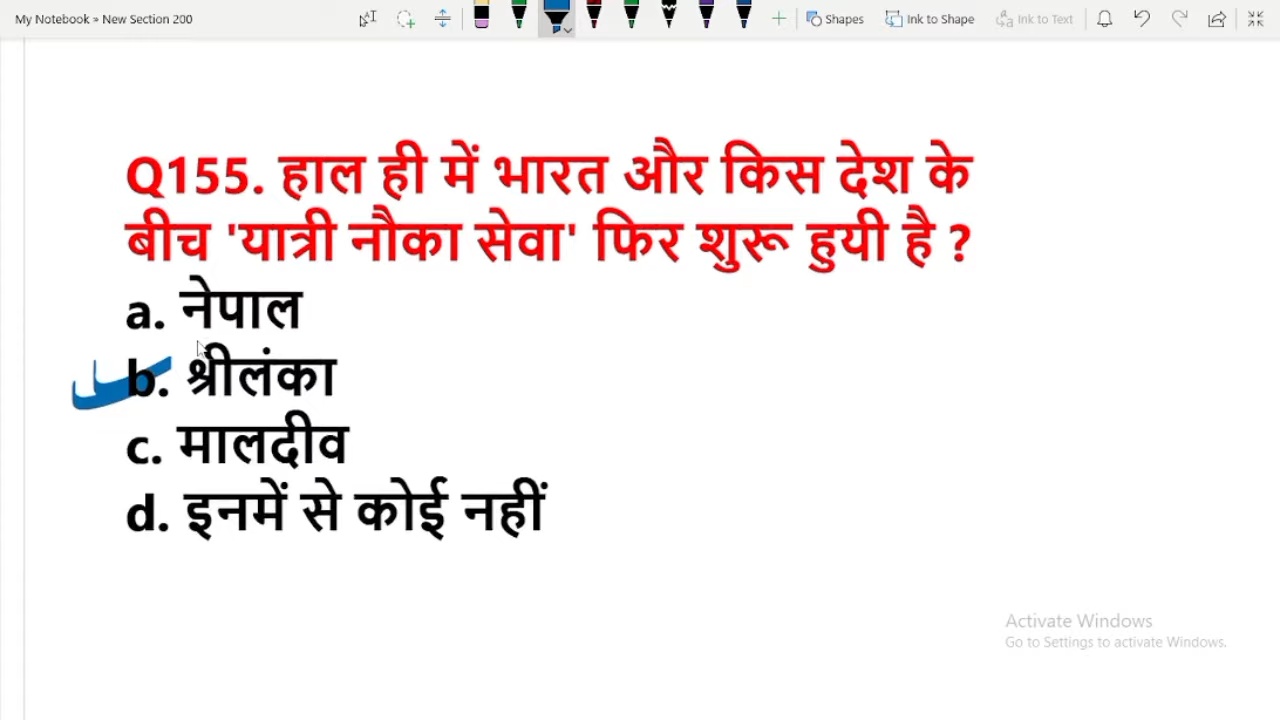 My Notebook » New Section 200
Shapes
Ink to Shape
Ink to Text
Q155. हाल ही में भारत और किस देश के
बीच 'यात्री नौका सेवा' फिर शुरू हुयी है ?
a. नेपाल
b. श्रीलंका
c. मालदीव
d. इनमें से कोई नहीं
Activate Windows
Go to Settings to activate Windows.